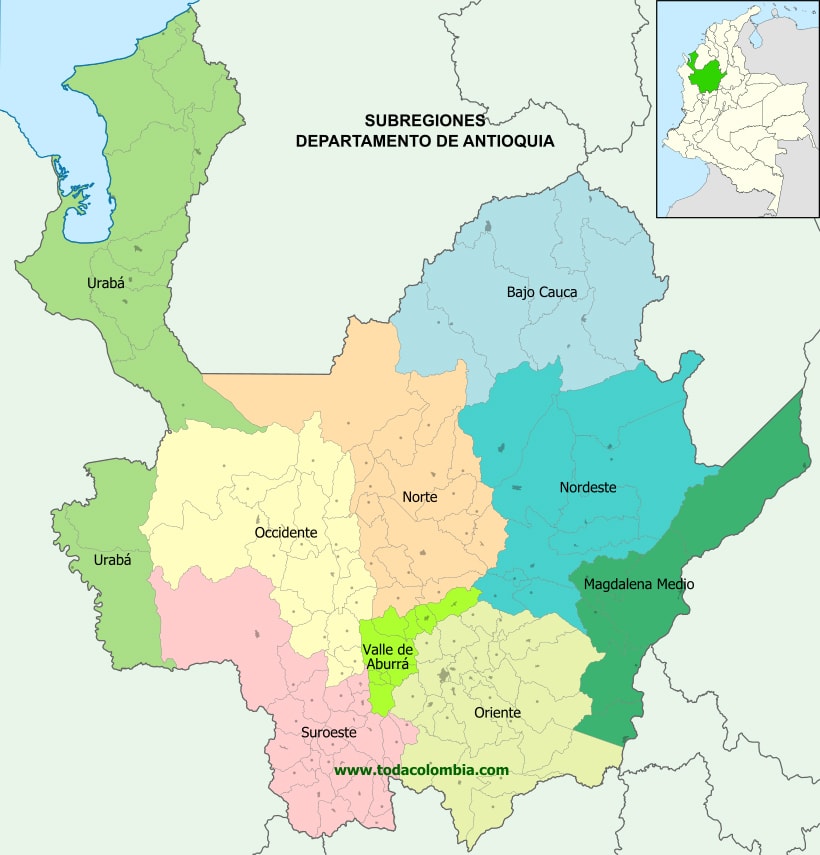 SUBREGIONES
DEPARTAMENTO DE ANTIOQUIA
Urabá
Bajo Cauca
Nordeste
Norte
Occidente
Urabá
Magdalena Medio
Valle de
Aburrá
Oriente
Suroeste
www.todacolombia.com